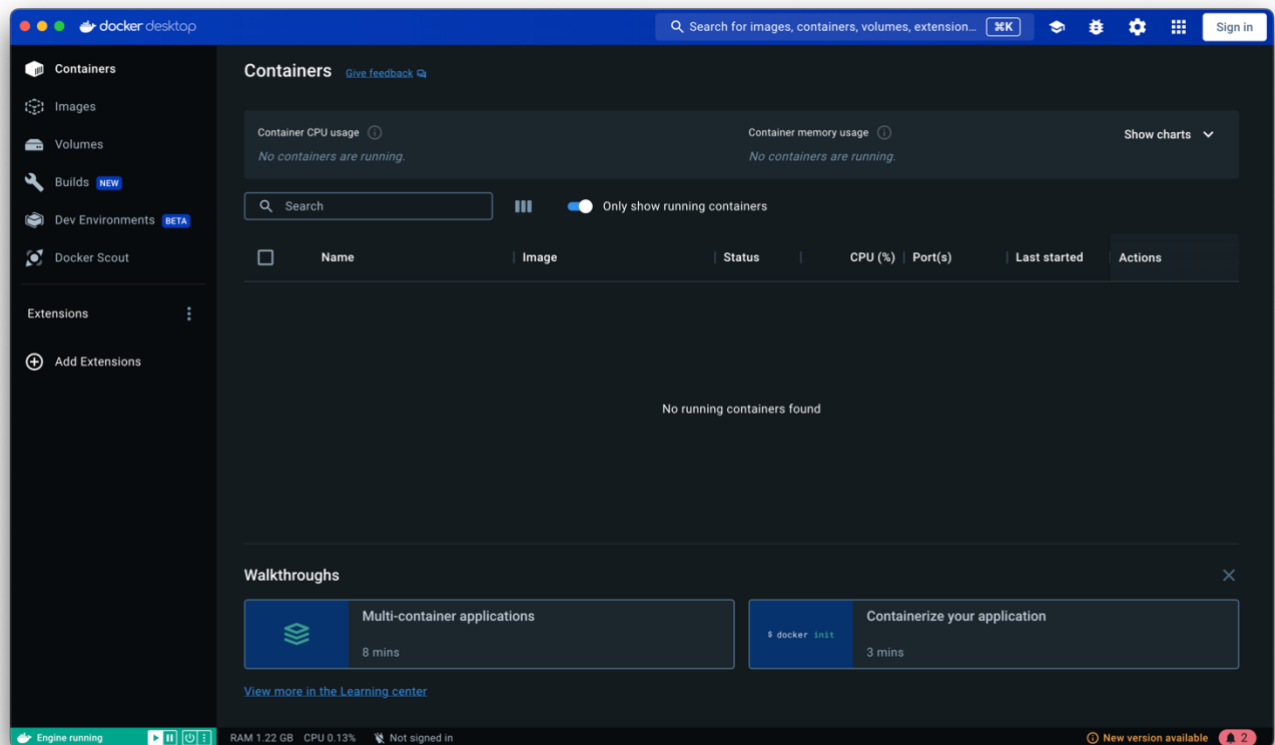 docker desktop
Search for images, containers, volumes, extension... ⌘K
Sign in
Containers
Images
Volumes
Builds NEW
Dev Environments BETA
Docker Scout
Extensions
Add Extensions
Containers Give feedback
Container CPU usage
No containers are running.
Container memory usage
No containers are running.
Show charts
Search
Only show running containers
Name Image Status CPU (%) Port(s) Last started Actions
No running containers found
Walkthroughs
Multi-container applications
8 mins
$ docker init
Containerize your application
3 mins
View more in the Learning center
Engine running RAM 1.22 GB CPU 0.13% Not signed in New version available 2